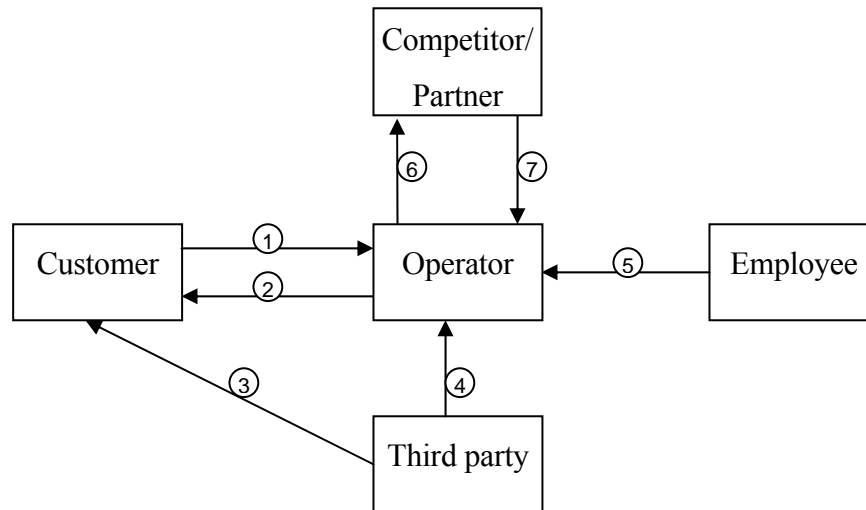 Competitor/
Partner
6
7
1
Customer
Operator
5
Employee
2
3
4
Third party